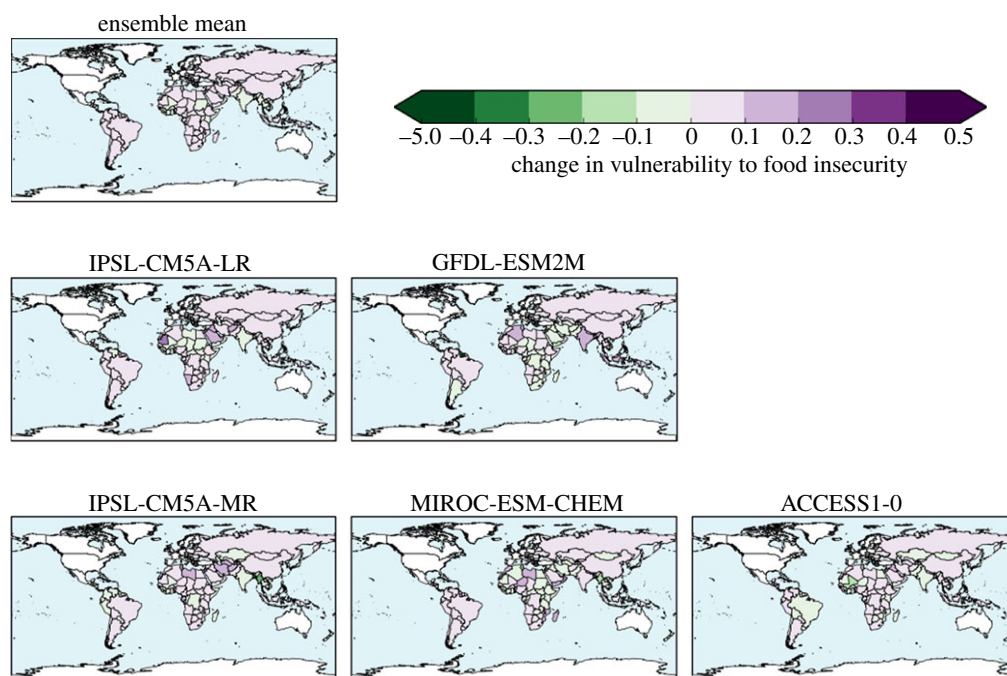 ensemble mean
–5.0 –0.4 –0.3 –0.2 –0.1 0 0.1 0.2 0.3 0.4 0.5
change in vulnerability to food insecurity
IPSL-CM5A-LR GFDL-ESM2M
IPSL-CM5A-MR MIROC-ESM-CHEM ACCESS1-0